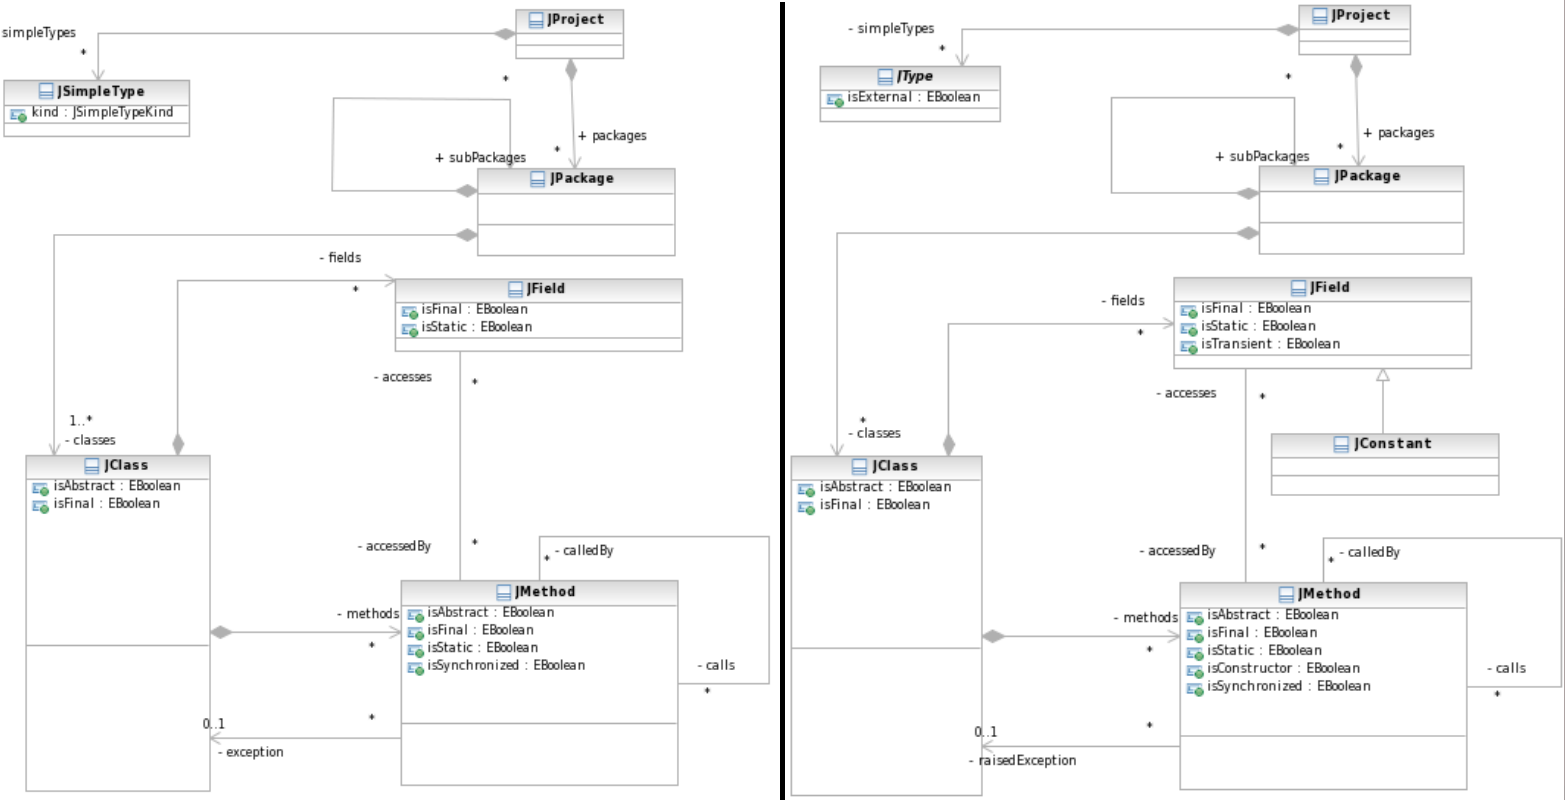 JProject
simpleTypes
*
JSimpleType
kind : JSimpleTypeKind
*
+ packages
*
+ subPackages
JPackage
- fields
*
JField
isFinal : EBoolean
isStatic : EBoolean
- accesses
*
1..*
- classes
JClass
isAbstract : EBoolean
isFinal : EBoolean
- accessedBy
*
- calledBy
*
JMethod
isAbstract : EBoolean
isFinal : EBoolean
isStatic : EBoolean
isSynchronized : EBoolean
- methods
*
- calls
*
*
0..1
- exception
JProject
- simpleTypes
*
JType
isExternal : EBoolean
*
+ packages
*
+ subPackages
JPackage
- fields
*
JField
isFinal : EBoolean
isStatic : EBoolean
isTransient : EBoolean
- accesses
*
JConstant
*
- classes
JClass
isAbstract : EBoolean
isFinal : EBoolean
- accessedBy
*
- calledBy
*
JMethod
isAbstract : EBoolean
isFinal : EBoolean
isStatic : EBoolean
isConstructor : EBoolean
isSynchronized : EBoolean
- methods
*
- calls
*
*
0..1
- raisedException